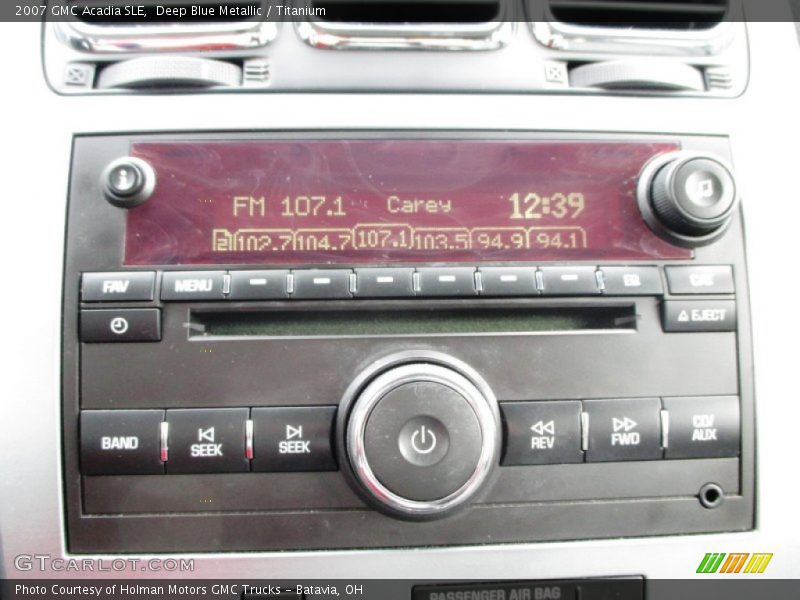 2007 GMC Acadia SLE, Deep Blue Metallic / Titanium
FM 107.1 Carey 12:39
2 102.7 104.7 107.1 103.5 94.9 94.1
FAV MENU EQ CAT
EJECT
BAND SEEK SEEK REV FWD CD/
AUX
GTCARLOT.COM
Photo Courtesy of Holman Motors GMC Trucks - Batavia, OH
PASSENGER AIR BAG